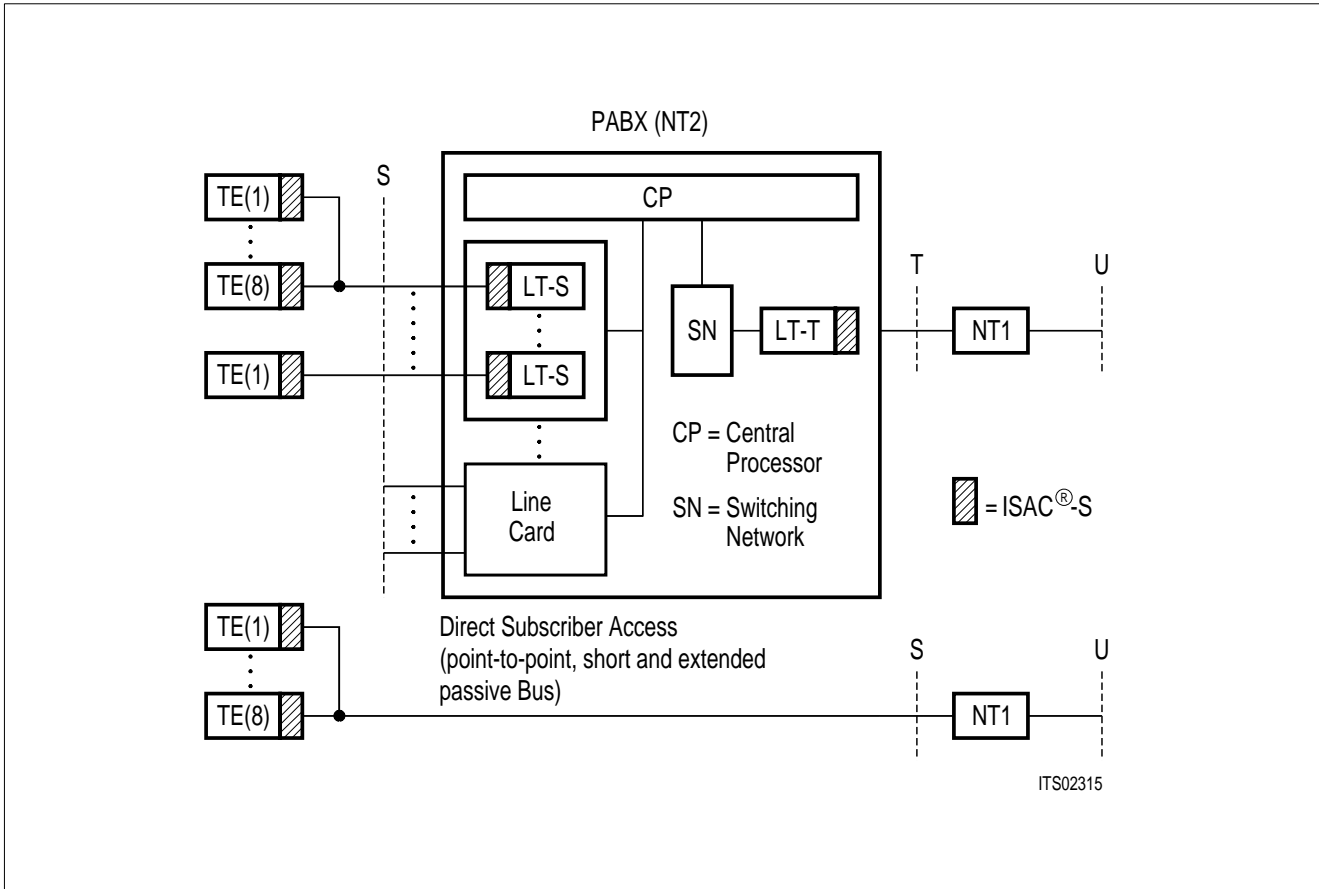 PABX (NT2)
S
TE(1)
TE(8)
TE(1)
CP
LT-S
LT-S
SN
LT-T
T
U
NT1
CP = Central
Processor
SN = Switching
Network
Line
Card
= ISAC®-S
TE(1)
TE(8)
Direct Subscriber Access
(point-to-point, short and extended
passive Bus)
S
U
NT1
ITS02315